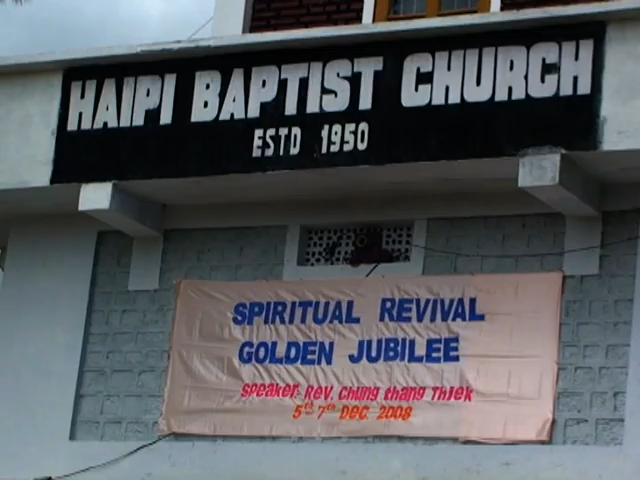 HAIPI BAPTIST CHURCH
ESTD 1950
SPIRITUAL REVIVAL
GOLDEN JUBILEE
Speaker: Rev. Chung thang Thiek
5th 7th DEC. 2008